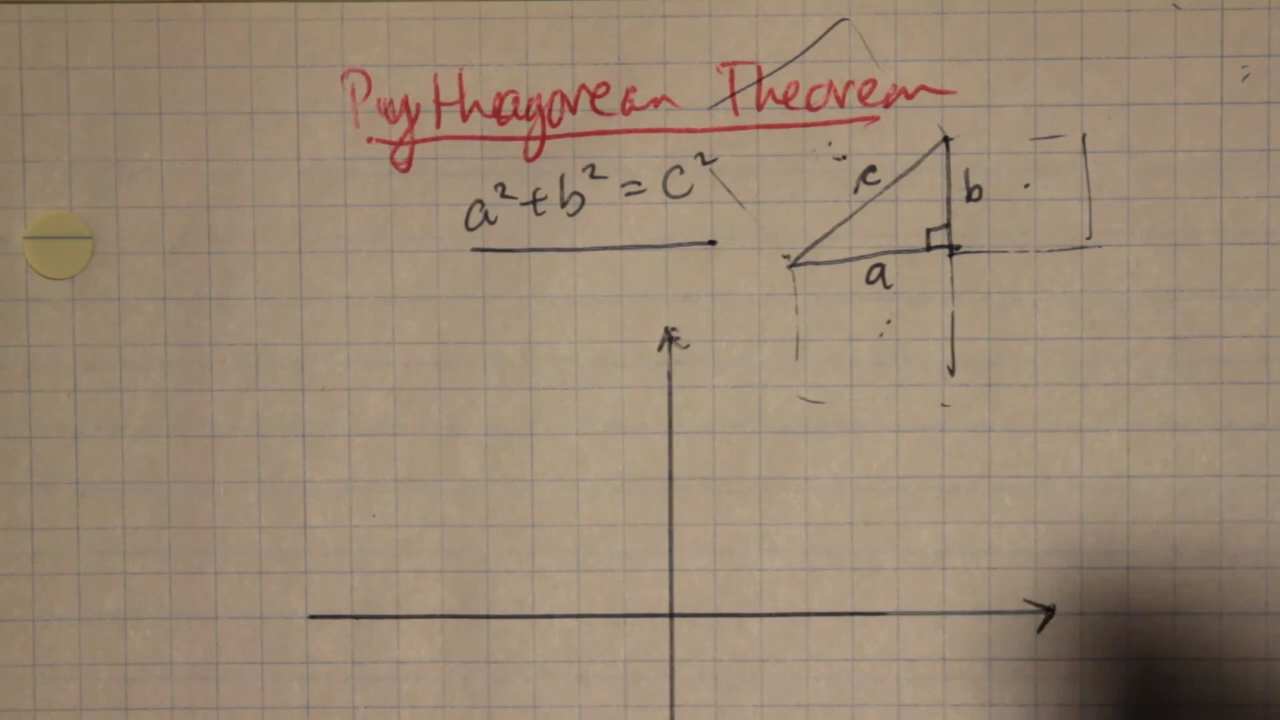 Pythagorean Theorem
a² + b² = c²
c
b
a